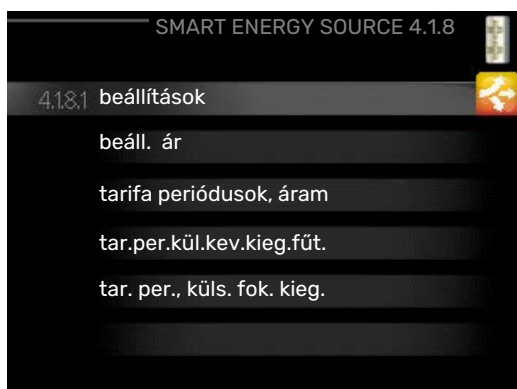 SMART ENERGY SOURCE 4.1.8
4.1.8.1 beállítások
beáll. ár
tarifa periódusok, áram
tar.per.kül.kev.kieg.fűt.
tar. per., küls. fok. kieg.